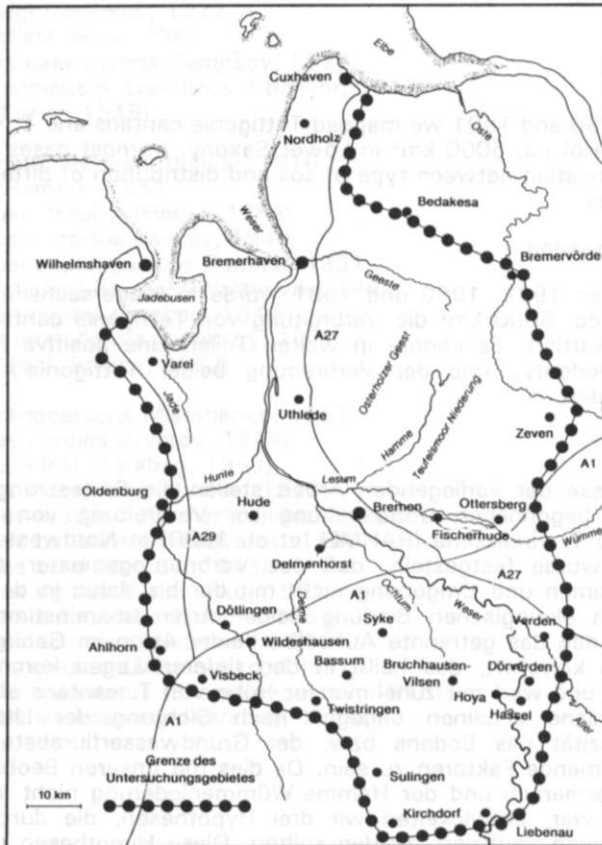 Elbe
Cuxhaven
Oste
Nordholz
Bedakesa
Weser
Wilhelmshaven
Bremerhaven
Bremervörde
Geeste
Jadebusen
A27
Osterholzer Geest
Varel
Jade
Uthlede
Hamme
Teufelsmoor Niederung
Zeven
Hunte
Lesum
A1
Oldenburg
Bremen
Ottersberg
Wümme
Fischerhude
A29
Delmenhorst
A27
Ochtum
Weser
A1
Dötlingen
Syke
Verden
Ahlhorn
Wildeshausen
Bassum
Bruchhausen-
Vilsen
Dörverden
Aller
Visbeck
Hoya
Hassel
Twistringen
A1
Grenze des
Untersuchungsgebietes
Sulingen
10 km
Kirchdorf
Liebenau